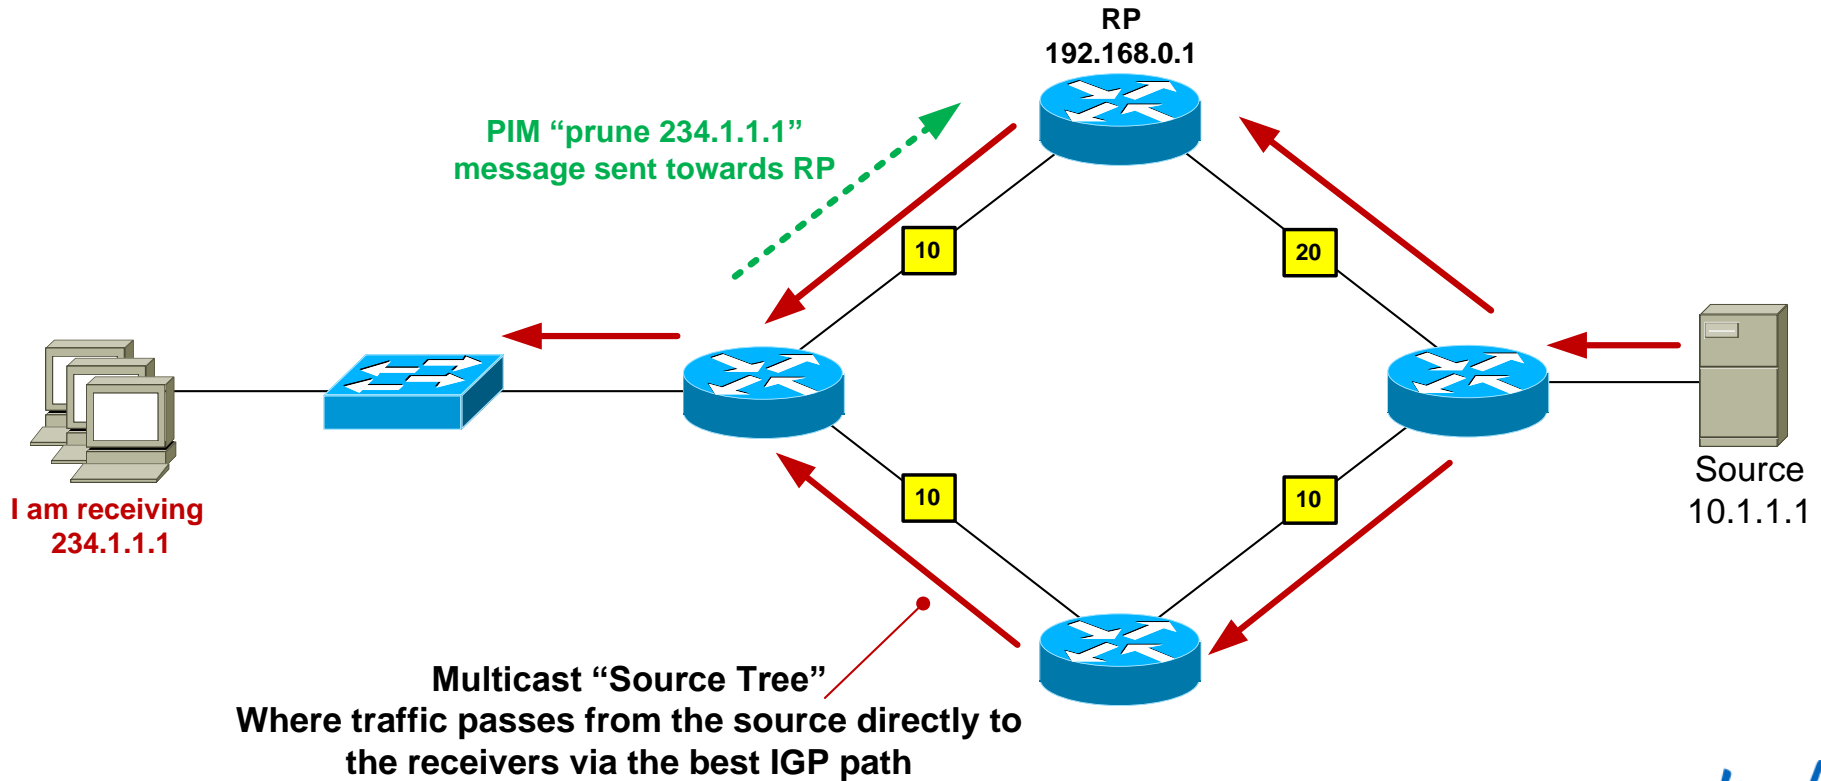 RP
192.168.0.1
PIM “prune 234.1.1.1”
message sent towards RP
10
20
I am receiving
234.1.1.1
Source
10.1.1.1
10
10
Multicast “Source Tree”
Where traffic passes from the source directly to
the receivers via the best IGP path